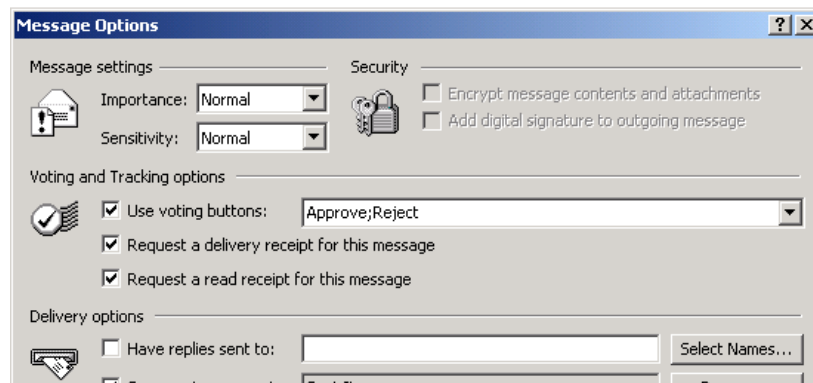 Message Options
Message settings
Security
Importance: Normal
Encrypt message contents and attachments
Add digital signature to outgoing message
Sensitivity: Normal
Voting and Tracking options
Use voting buttons: Approve;Reject
Request a delivery receipt for this message
Request a read receipt for this message
Delivery options
Have replies sent to: Select Names...